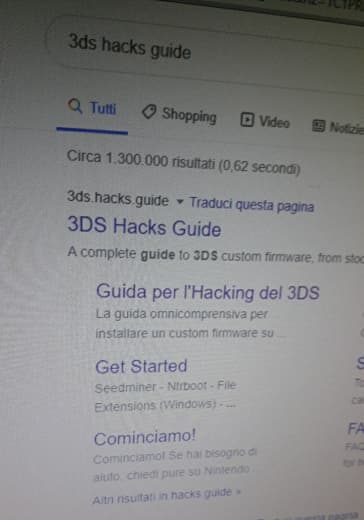 3ds hacks guide
Tutti Shopping Video Notizie
Circa 1.300.000 risultati (0,62 secondi)
3ds.hacks.guide ▾ Traduci questa pagina
3DS Hacks Guide
A complete guide to 3DS custom firmware, from stoc
Guida per l'Hacking del 3DS
La guida omnicomprensiva per
installare un custom firmware su ...
Get Started
Seedminer - Ntrboot - File
Extensions (Windows) - ...
Cominciamo!
Cominciamo! Se hai bisogno di
aiuto, chiedi pure su Nintendo ...
Altri risultati in hacks.guide »
FA
FAQ